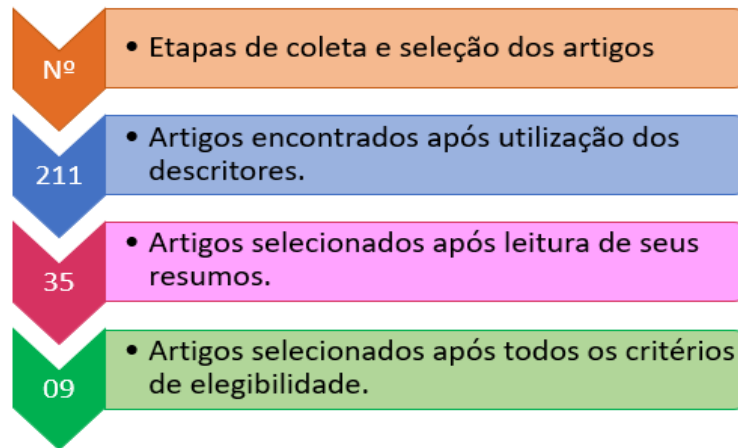 Nº
• Etapas de coleta e seleção dos artigos
211
• Artigos encontrados após utilização dos
descritores.
35
• Artigos selecionados após leitura de seus
resumos.
09
• Artigos selecionados após todos os critérios
de elegibilidade.